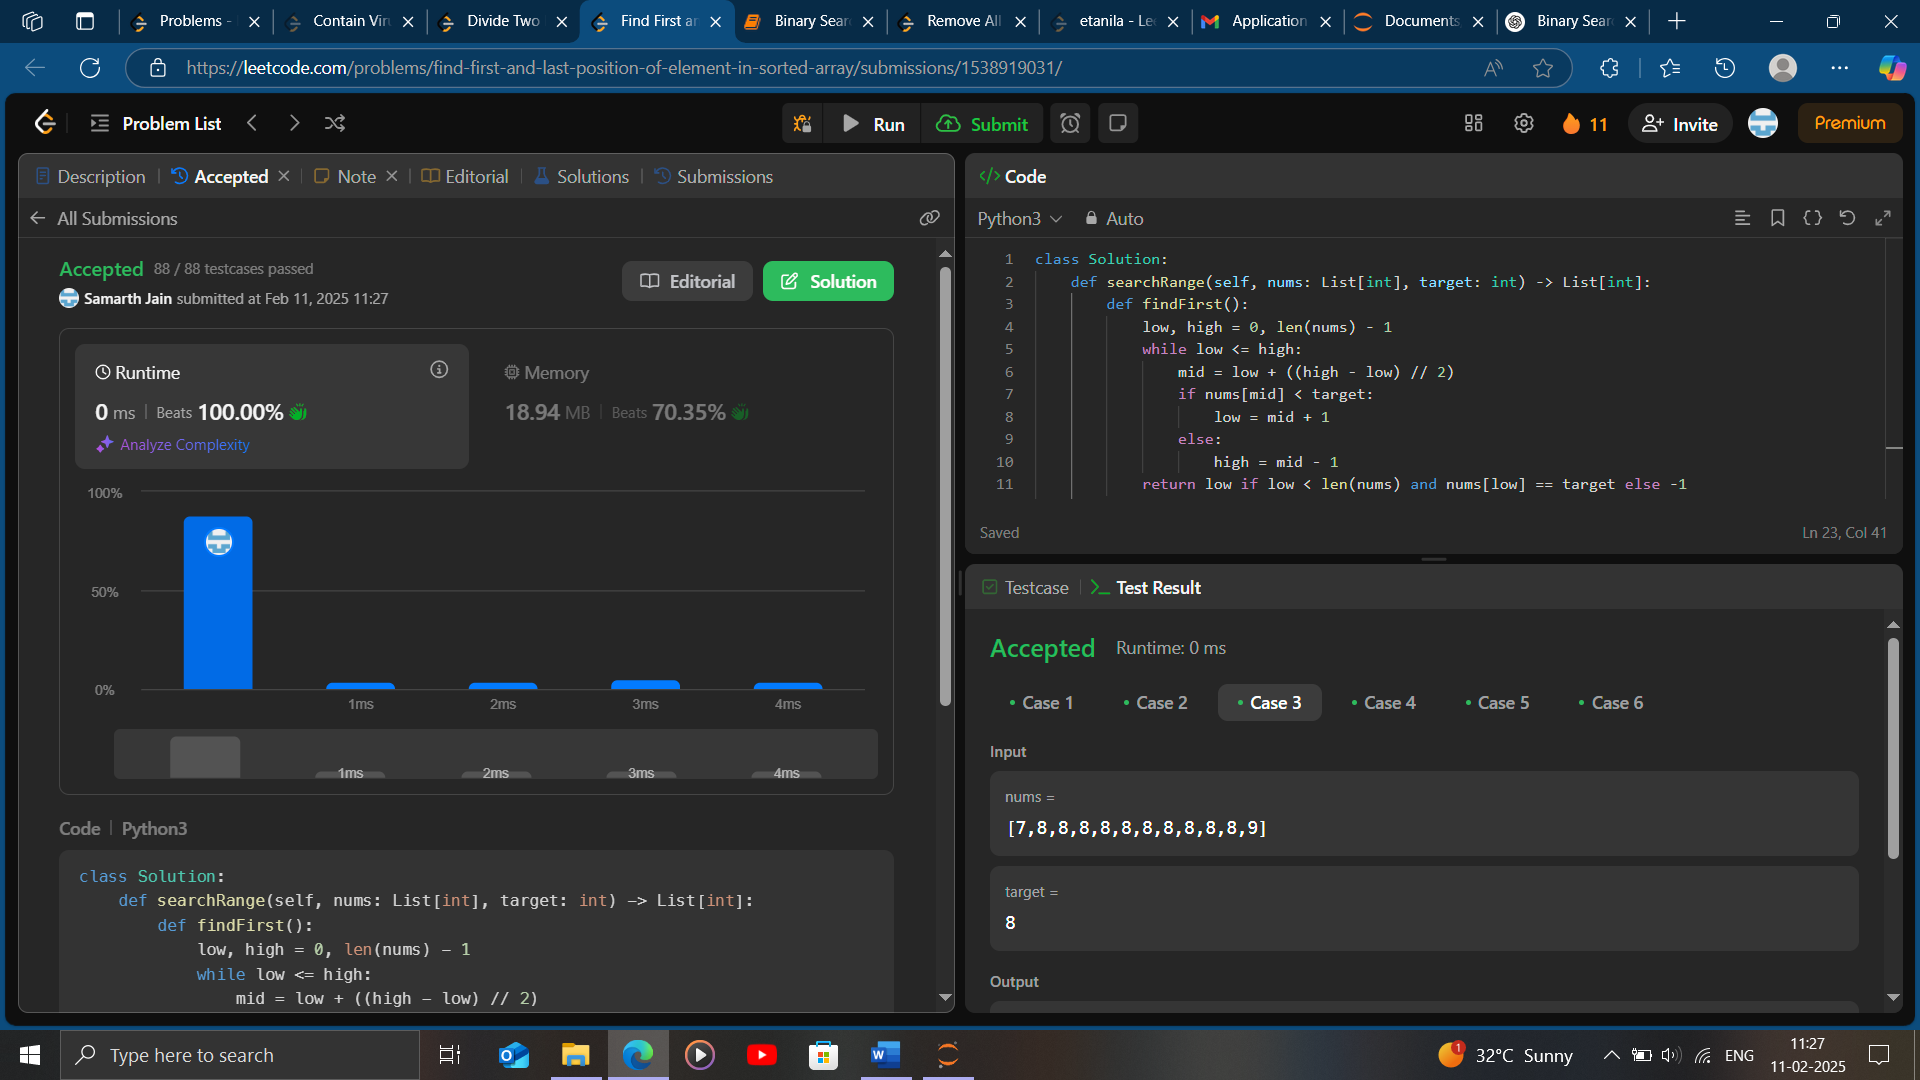 Problems -
Contain Viru
Divide Two
Find First an
Binary Searc
Remove All
etanila - Lee
Application
Documents
Binary Searc
https://leetcode.com/problems/find-first-and-last-position-of-element-in-sorted-array/submissions/1538919031/
Problem List
Run
Submit
11
Invite
Premium
Description
Accepted
Note
Editorial
Solutions
Submissions
All Submissions
Accepted 88 / 88 testcases passed
Samarth Jain submitted at Feb 11, 2025 11:27
Editorial
Solution
Runtime
0 ms | Beats 100.00%
Analyze Complexity
Memory
18.94 MB | Beats 70.35%
100%
50%
0%
1ms 2ms 3ms 4ms
1ms 2ms 3ms 4ms
Code | Python3
class Solution:
def searchRange(self, nums: List[int], target: int) -> List[int]:
def findFirst():
low, high = 0, len(nums) - 1
while low <= high:
mid = low + ((high - low) // 2)
</> Code
Python3
Auto
1 class Solution:
2 def searchRange(self, nums: List[int], target: int) -> List[int]:
3 def findFirst():
4 low, high = 0, len(nums) - 1
5 while low <= high:
6 mid = low + ((high - low) // 2)
7 if nums[mid] < target:
8 low = mid + 1
9 else:
10 high = mid - 1
11 return low if low < len(nums) and nums[low] == target else -1
Saved
Ln 23, Col 41
Testcase
>_ Test Result
Accepted Runtime: 0 ms
Case 1
Case 2
Case 3
Case 4
Case 5
Case 6
Input
nums =
[7,8,8,8,8,8,8,8,8,8,8,9]
target =
8
Output
Type here to search
1
32°C Sunny
ENG
11:27
11-02-2025